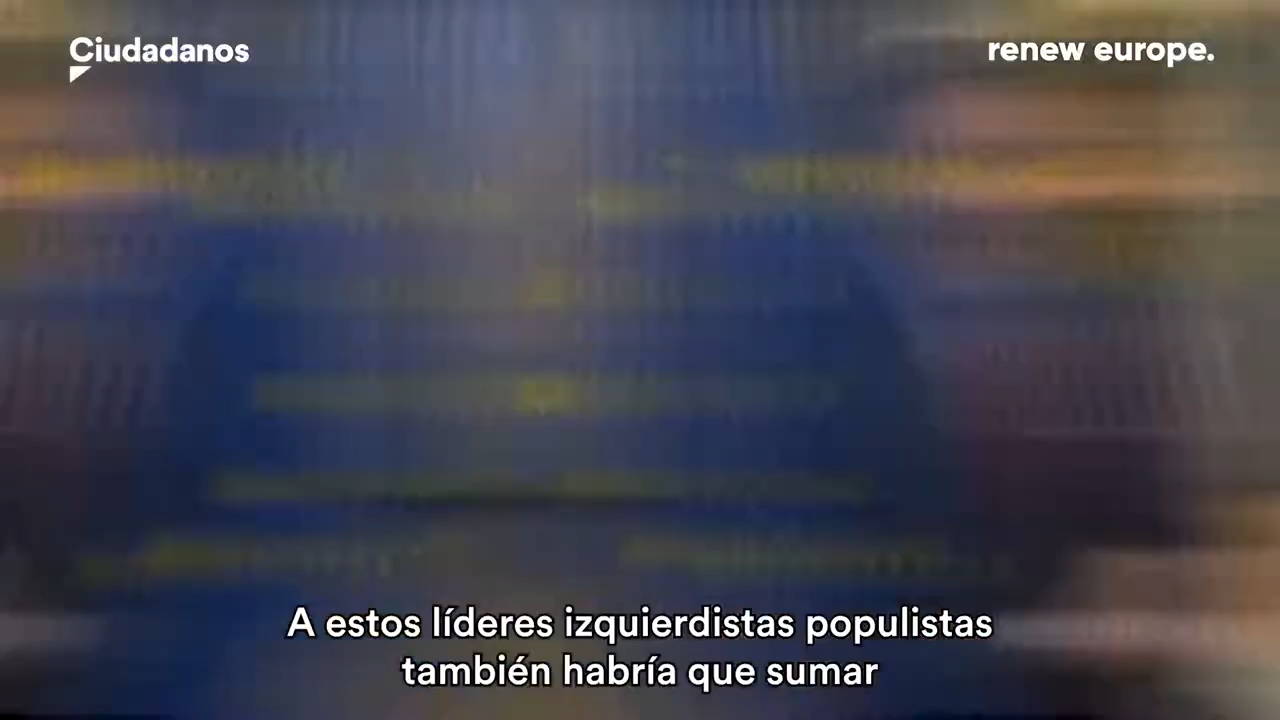 Ciudadanos
renew europe.
A estos líderes izquierdistas populistas
también habría que sumar